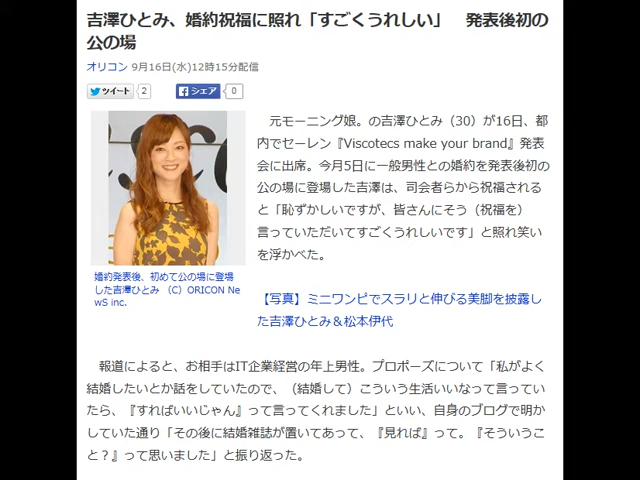 吉澤ひとみ、婚約祝福に照れ「すごくうれしい」　発表後初の
公の場
オリコン 9月16日(水)12時15分配信
ツイート 2 シェア 0
元モーニング娘。の吉澤ひとみ（30）が16日、都
内でセーレン『Viscotecs make your brand』発表
会に出席。今月5日に一般男性との婚約を発表後初の
公の場に登場した吉澤は、司会者らから祝福される
と「恥ずかしいですが、皆さんにそう（祝福を）
言っていただいてすごくうれしいです」と照れ笑い
を浮かべた。
婚約発表後、初めて公の場に登場
した吉澤ひとみ （C）ORICON Ne
wS inc.
【写真】ミニワンピでスラリと伸びる美脚を披露し
た吉澤ひとみ＆松本伊代
報道によると、お相手はIT企業経営の年上男性。プロポーズについて「私がよく
結婚したいとか話をしていたので、（結婚して）こういう生活いいなって言ってい
たら、『すればいいじゃん』って言ってくれました」といい、自身のブログで明か
していた通り「その後に結婚雑誌が置いてあって、『見れば』って。『そういうこ
と？』って思いました」と振り返った。